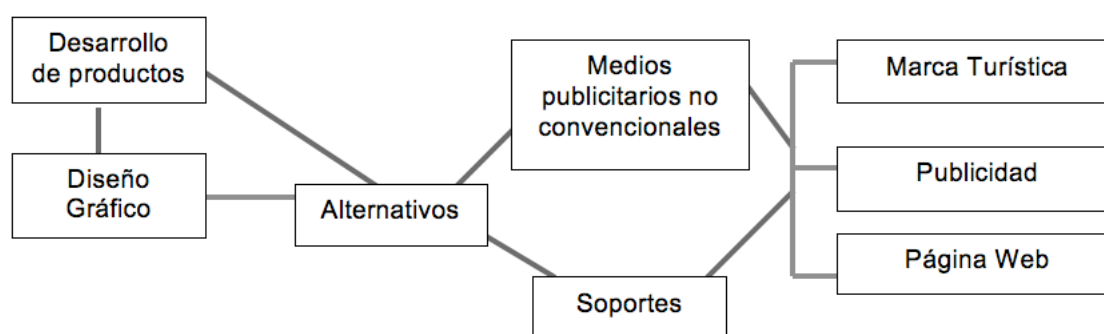 Desarrollo
de productos
Diseño
Gráfico
Alternativos
Medios
publicitarios no
convencionales
Soportes
Marca Turística
Publicidad
Página Web